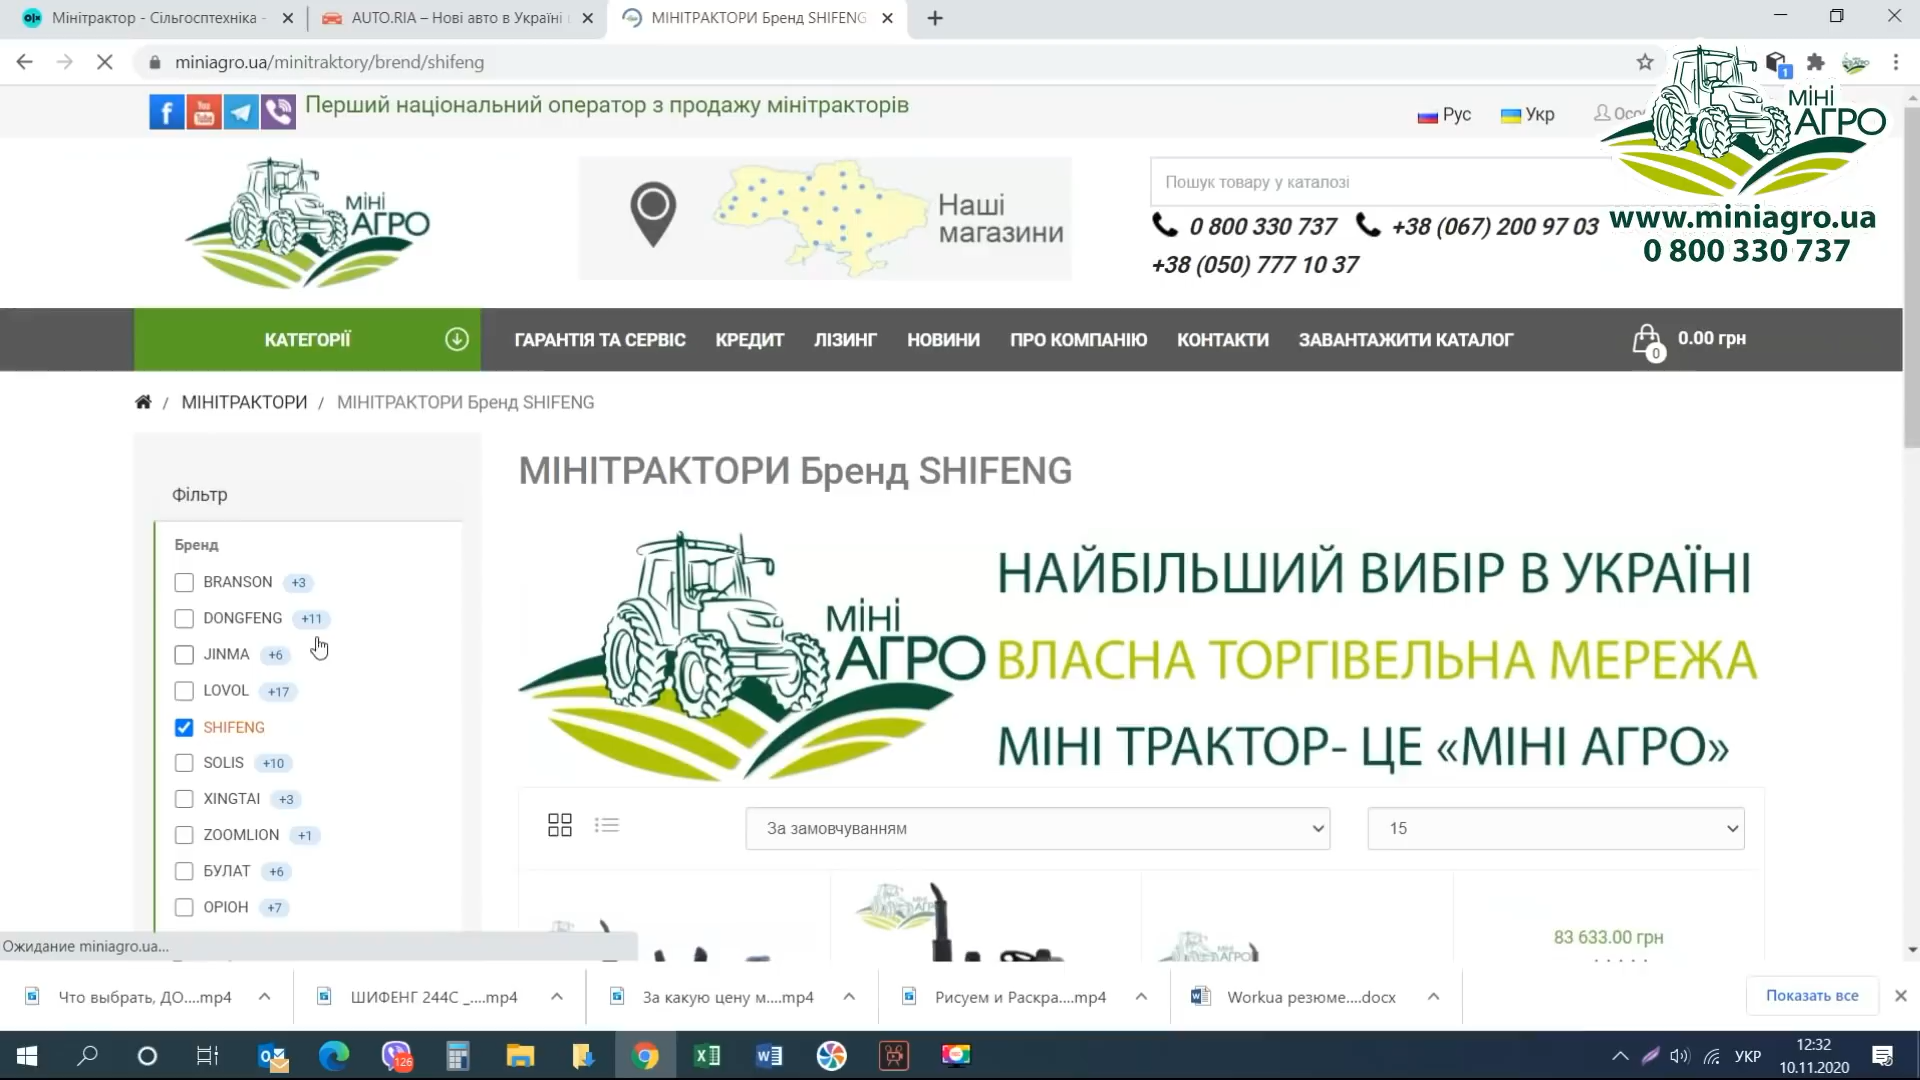 Мінітрактор - Сільгосптехніка -
AUTO.RIA – Нові авто в Україні
МІНІТРАКТОРИ Бренд SHIFENG
miniagro.ua/minitraktory/brend/shifeng
1
Перший національний оператор з продажу мінітракторів
Рус
Укр
МІНІ
АГРО
www.miniagro.ua
0 800 330 737
МІНІ
АГРО
Наші
магазини
Пошук товару у каталозі
0 800 330 737
+38 (067) 200 97 03
+38 (050) 777 10 37
КАТЕГОРІЇ
ГАРАНТІЯ ТА СЕРВІС
КРЕДИТ
ЛІЗИНГ
НОВИНИ
ПРО КОМПАНІЮ
КОНТАКТИ
ЗАВАНТАЖИТИ КАТАЛОГ
0
0.00 грн
/ МІНІТРАКТОРИ / МІНІТРАКТОРИ Бренд SHIFENG
Фільтр
Бренд
BRANSON +3
DONGFENG +11
JINMA +6
LOVOL +17
SHIFENG
SOLIS +10
XINGTAI +3
ZOOMLION +1
БУЛАТ +6
ОРІОН +7
МІНІТРАКТОРИ Бренд SHIFENG
МІНІ
АГРО
НАЙБІЛЬШИЙ ВИБІР В УКРАЇНІ
ВЛАСНА ТОРГІВЕЛЬНА МЕРЕЖА
МІНІ ТРАКТОР- ЦЕ «МІНІ АГРО»
За замовчуванням
15
83 633.00 грн
Ожидание miniagro.ua...
Что выбрать, ДО....mp4
ШИФЕНГ 244С _....mp4
За какую цену м....mp4
Рисуем и Раскра....mp4
Workua резюме....docx
Показать все
126
УКР
12:32
10.11.2020